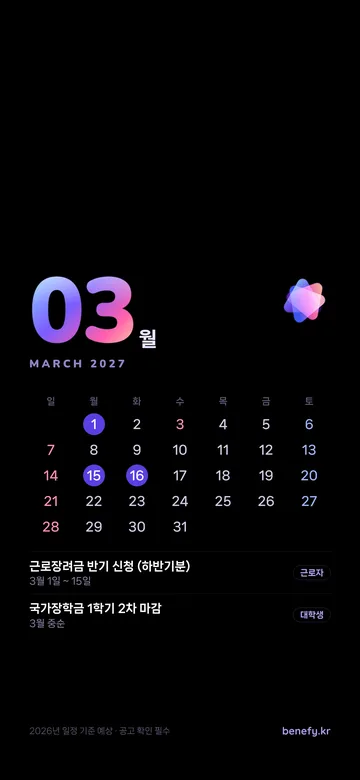 03월
MARCH 2027
일 월 화 수 목 금 토
1 2 3 4 5 6
7 8 9 10 11 12 13
14 15 16 17 18 19 20
21 22 23 24 25 26 27
28 29 30 31
근로장려금 반기 신청 (하반기분)
근로자
3월 1일 ~ 15일
국가장학금 1학기 2차 마감
대학생
3월 중순
2026년 일정 기준 예상 · 공고 확인 필수
benefy.kr